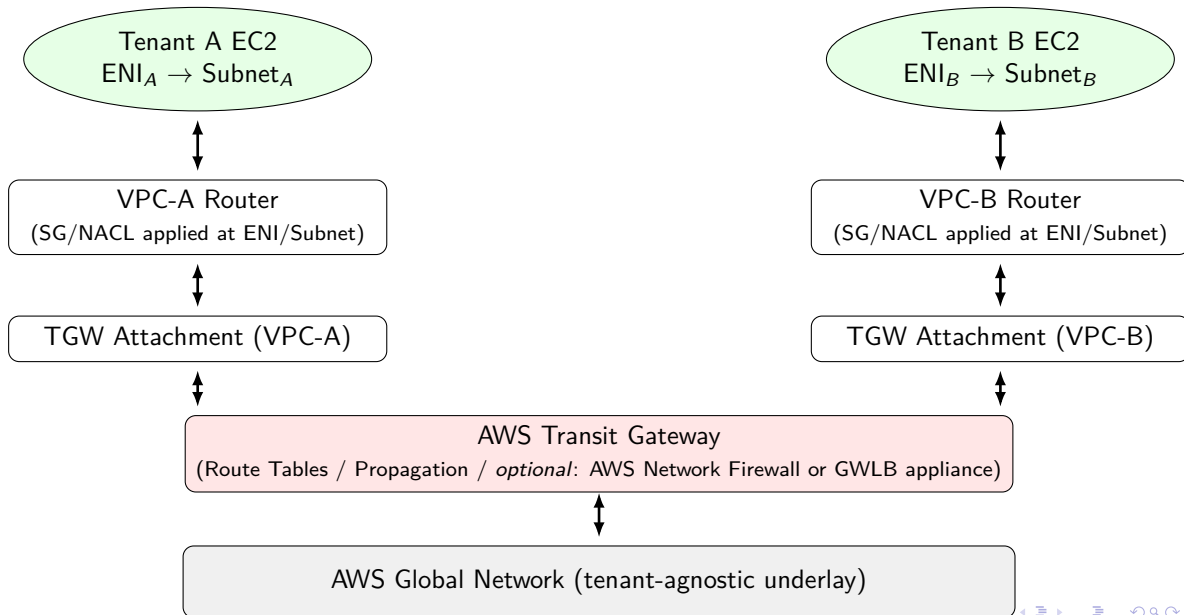 Tenant A EC2
ENI_A → Subnet_A
Tenant B EC2
ENI_B → Subnet_B
VPC-A Router
(SG/NACL applied at ENI/Subnet)
VPC-B Router
(SG/NACL applied at ENI/Subnet)
TGW Attachment (VPC-A)
TGW Attachment (VPC-B)
AWS Transit Gateway
(Route Tables / Propagation / optional: AWS Network Firewall or GWLB appliance)
AWS Global Network (tenant-agnostic underlay)